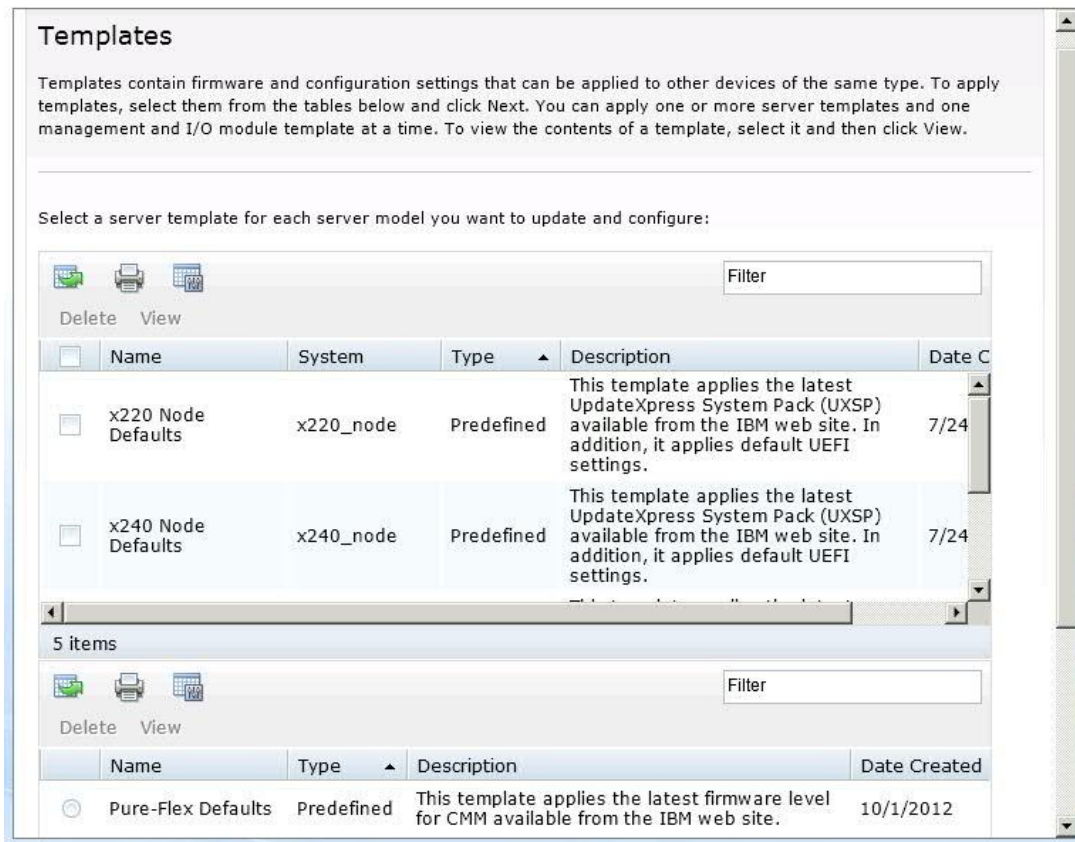 Templates
Templates contain firmware and configuration settings that can be applied to other devices of the same type. To apply
templates, select them from the tables below and click Next. You can apply one or more server templates and one
management and I/O module template at a time. To view the contents of a template, select it and then click View.
Select a server template for each server model you want to update and configure:
Filter
Delete View
Name System Type Description Date C
x220 Node Defaults x220_node Predefined This template applies the latest UpdateXpress System Pack (UXSP) available from the IBM web site. In addition, it applies default UEFI settings. 7/24
x240 Node Defaults x240_node Predefined This template applies the latest UpdateXpress System Pack (UXSP) available from the IBM web site. In addition, it applies default UEFI settings. 7/24
5 items
Filter
Delete View
Name Type Description Date Created
Pure-Flex Defaults Predefined This template applies the latest firmware level for CMM available from the IBM web site. 10/1/2012